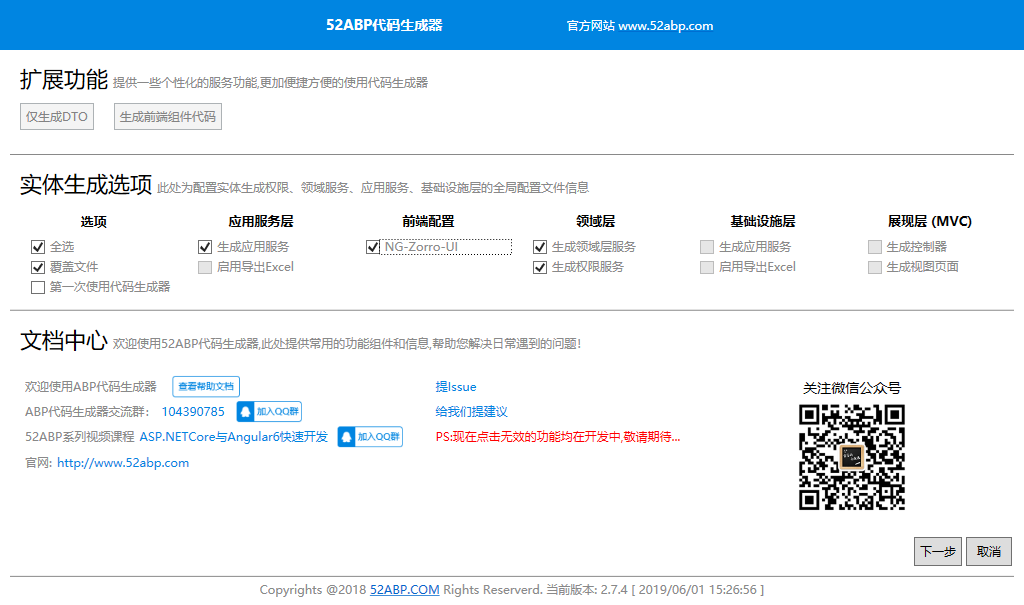 52ABP代码生成器 官方网站 www.52abp.com
扩展功能 提供一些个性化的服务功能,更加便捷方便的使用代码生成器
仅生成DTO 生成前端组件代码
实体生成选项 此处为配置实体生成权限、领域服务、应用服务、基础设施层的全局配置文件信息
选项 应用服务层 前端配置 领域层 基础设施层 展现层 (MVC)
全选 生成应用服务 NG-Zorro-UI 生成领域层服务 生成应用服务 生成控制器
覆盖文件 启用导出Excel 生成权限服务 启用导出Excel 生成视图页面
第一次使用代码生成器
文档中心 欢迎使用52ABP代码生成器,此处提供常用的功能组件和信息,帮助您解决日常遇到的问题!
欢迎使用ABP代码生成器 查看帮助文档 提Issue 关注微信公众号
ABP代码生成器交流群: 104390785 加入QQ群 给我们提建议
52ABP系列视频课程 ASP.NETCore与Angular6快速开发 加入QQ群 PS:现在点击无效的功能均在开发中,敬请期待...
官网: http://www.52abp.com
下一步 取消
Copyrights @2018 52ABP.COM Rights Reserverd. 当前版本: 2.7.4 [ 2019/06/01 15:26:56 ]